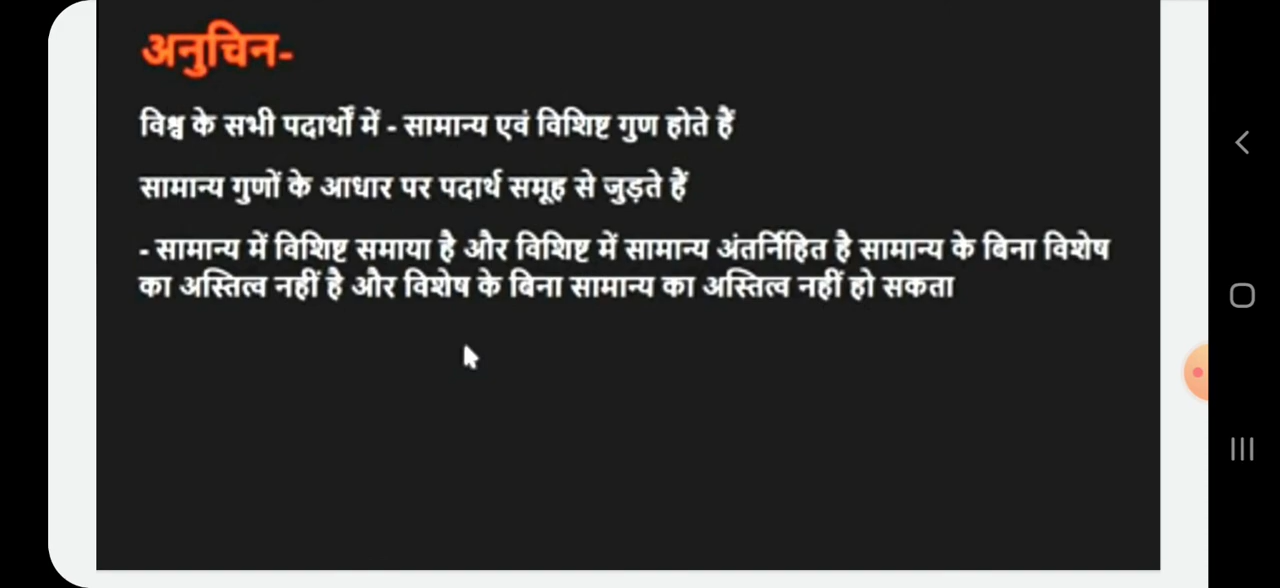 अनुचिन-
विश्व के सभी पदार्थों में - सामान्य एवं विशिष्ट गुण होते हैं
सामान्य गुणों के आधार पर पदार्थ समूह से जुड़ते हैं
- सामान्य में विशिष्ट समाया है और विशिष्ट में सामान्य अंतर्निहित है सामान्य के बिना विशेष
का अस्तित्व नहीं है और विशेष के बिना सामान्य का अस्तित्व नहीं हो सकता